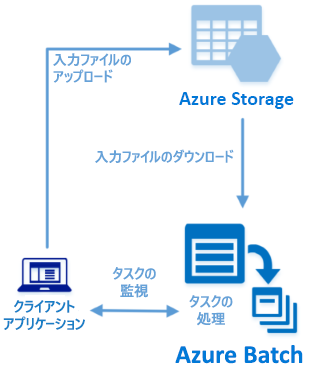 入力ファイルの
アップロード
Azure Storage
入力ファイルのダウンロード
タスクの
監視
クライアント
アプリケーション
タスクの
処理
Azure Batch